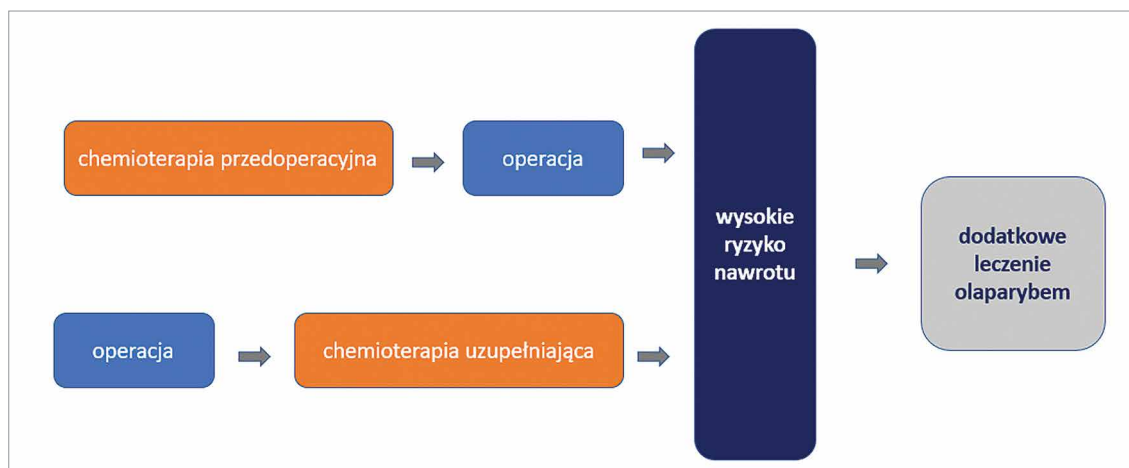 chemioterapia przedoperacyjna
operacja
operacja
chemioterapia uzupełniająca
wysokie
ryzyko
nawrotu
dodatkowe
leczenie
olaparybem